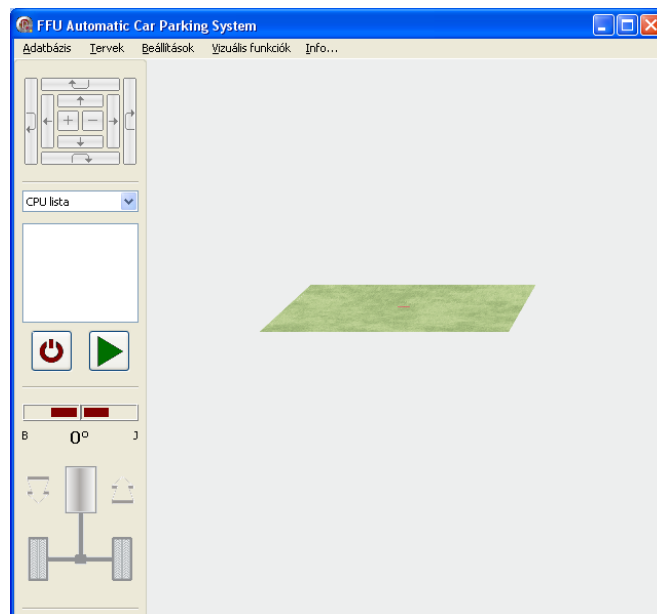 FFU Automatic Car Parking System
Adatbázis Tervek Beállítások Vizuális funkciók Info...
CPU lista
B 0° J